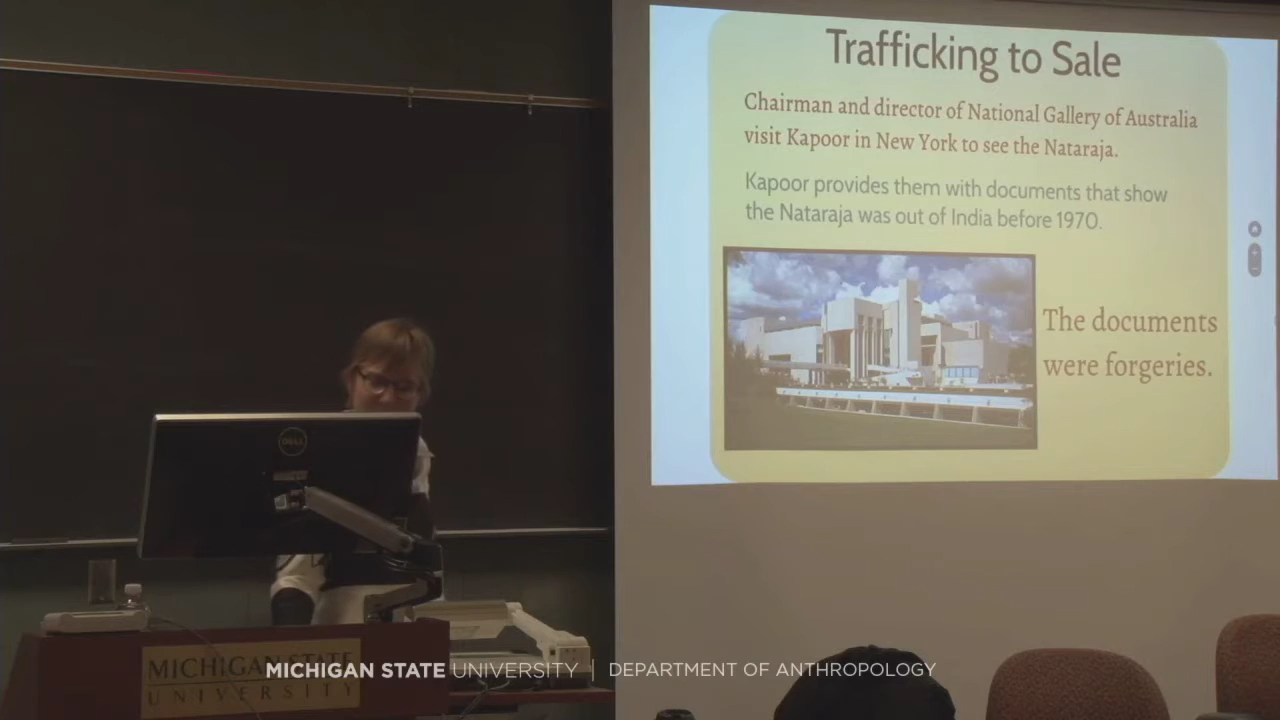 Trafficking to Sale
Chairman and director of National Gallery of Australia
visit Kapoor in New York to see the Nataraja.
Kapoor provides them with documents that show
the Nataraja was out of India before 1970.
The documents
were forgeries.
DELL
MICHIGAN STATE
UNIVERSITY
MICHIGAN STATE UNIVERSITY | DEPARTMENT OF ANTHROPOLOGY